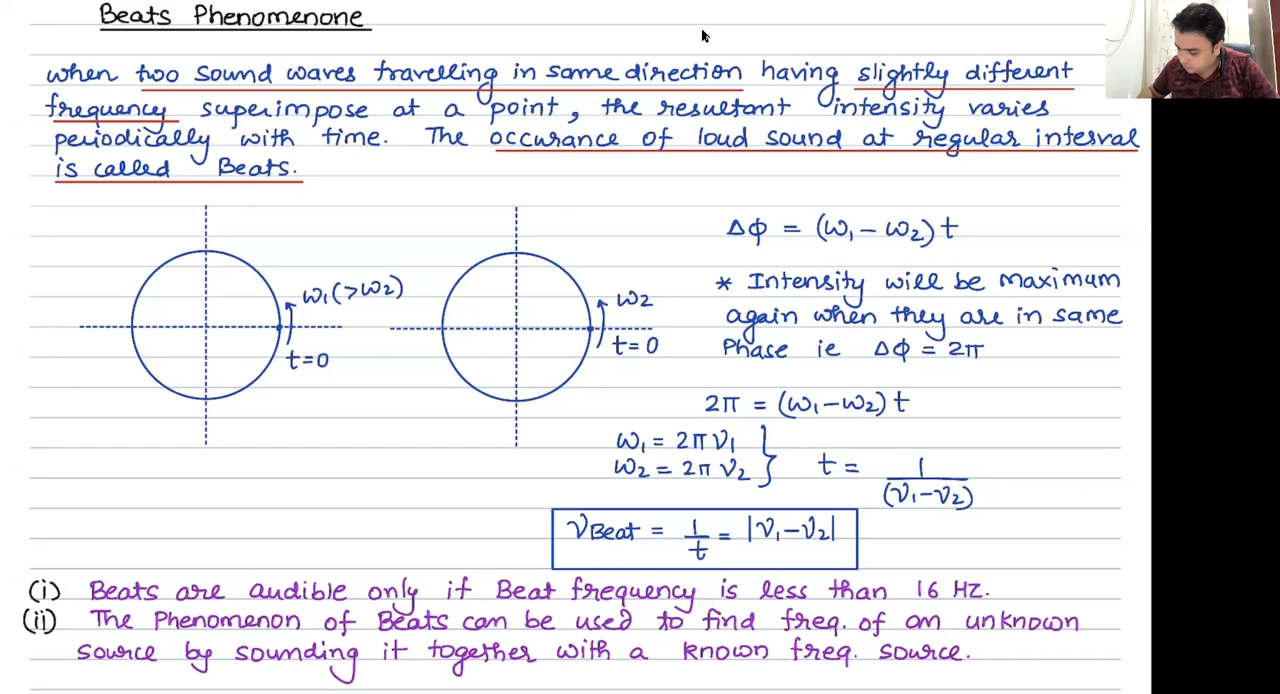 Beats Phenomenone
when two sound waves travelling in same direction having slightly different
frequency superimpose at a point, the resultant intensity varies
periodically with time. The occurance of loud sound at regular interval
is called Beats.
ω₁(>ω₂)
t=0
ω₂
t=0
Δϕ = (ω₁ - ω₂) t
* Intensity will be maximum
again when they are in same
Phase ie Δϕ = 2π
2π = (ω₁-ω₂) t
ω₁ = 2π ν₁
ω₂ = 2π ν₂
t = 1/(ν₁-ν₂)
νBeat = 1/t = |ν₁-ν₂|
(i) Beats are audible only if Beat frequency is less than 16 HZ.
(ii) The Phenomenon of Beats can be used to find freq. of an unknown
source by sounding it together with a known freq. source.